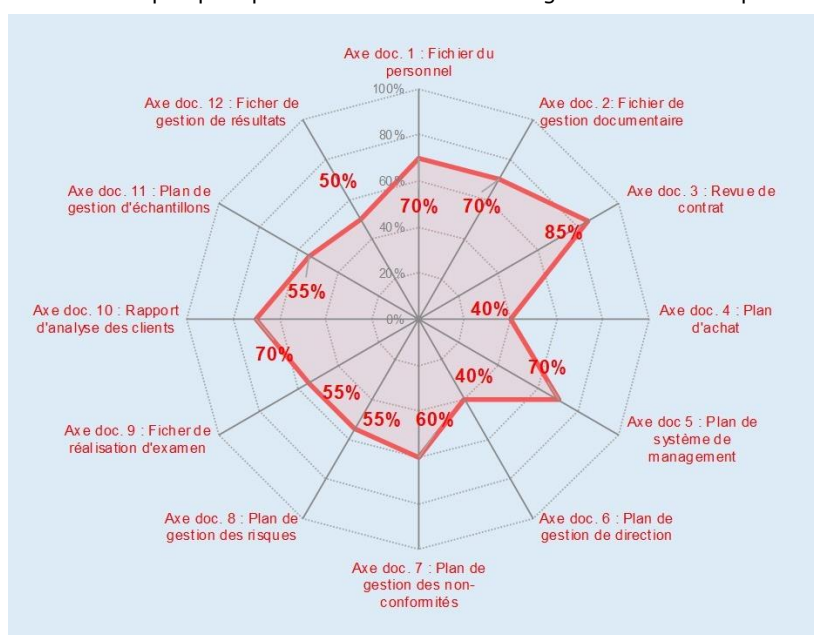 Axe doc. 1 : Fichier du
personnel
Axe doc. 2: Fichier de
gestion documentaire
Axe doc. 3 : Revue de
contrat
Axe doc. 4 : Plan
d'achat
Axe doc 5 : Plan de
système de
management
Axe doc. 6 : Plan de
gestion de direction
Axe doc. 7 : Plan de
gestion des non-
conformités
Axe doc. 8 : Plan de
gestion des risques
Axe doc. 9 : Ficher de
réalisation d'examen
Axe doc. 10 : Rapport
d'analyse des clients
Axe doc. 11 : Plan de
gestion d'échantillons
Axe doc. 12 : Ficher de
gestion de résultats
100%
80%
60%
40%
20%
0%
70%
70%
85%
40%
70%
40%
60%
55%
55%
70%
55%
50%